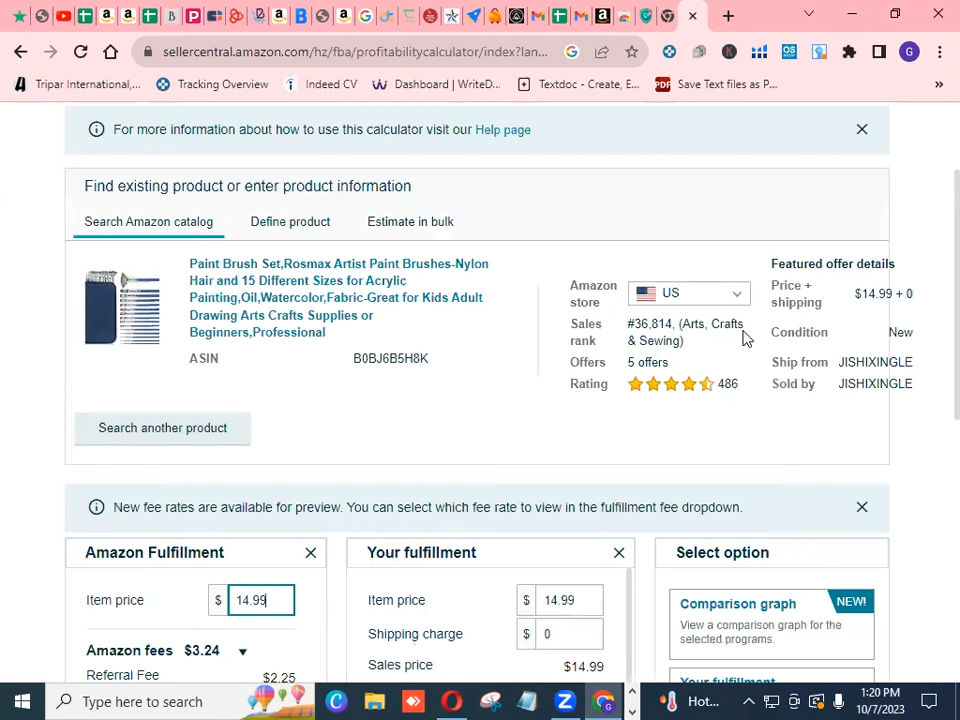 sellercentral.amazon.com/hz/fba/profitabilitycalculator/index?lan...
Tripar International,...
Tracking Overview
Indeed CV
Dashboard | WriteD...
Textdoc - Create, E...
Save Text files as P...
»
For more information about how to use this calculator visit our Help page
Find existing product or enter product information
Search Amazon catalog
Define product
Estimate in bulk
Paint Brush Set,Rosmax Artist Paint Brushes-Nylon
Hair and 15 Different Sizes for Acrylic
Painting,Oil,Watercolor,Fabric-Great for Kids Adult
Drawing Arts Crafts Supplies or
Beginners,Professional
ASIN B0BJ6B5H8K
Amazon store US
Sales rank #36,814, (Arts, Crafts & Sewing)
Offers 5 offers
Rating 486
Featured offer details
Price + shipping $14.99 + 0
Condition New
Ship from JISHIXINGLE
Sold by JISHIXINGLE
Search another product
New fee rates are available for preview. You can select which fee rate to view in the fulfillment fee dropdown.
Amazon Fulfillment
Item price $ 14.99
Amazon fees $3.24
Referral Fee $2.25
Your fulfillment
Item price $ 14.99
Shipping charge $ 0
Sales price $14.99
Select option
Comparison graph NEW!
View a comparison graph for the
selected programs.
Type here to search
Hot...
1:20 PM
10/7/2023